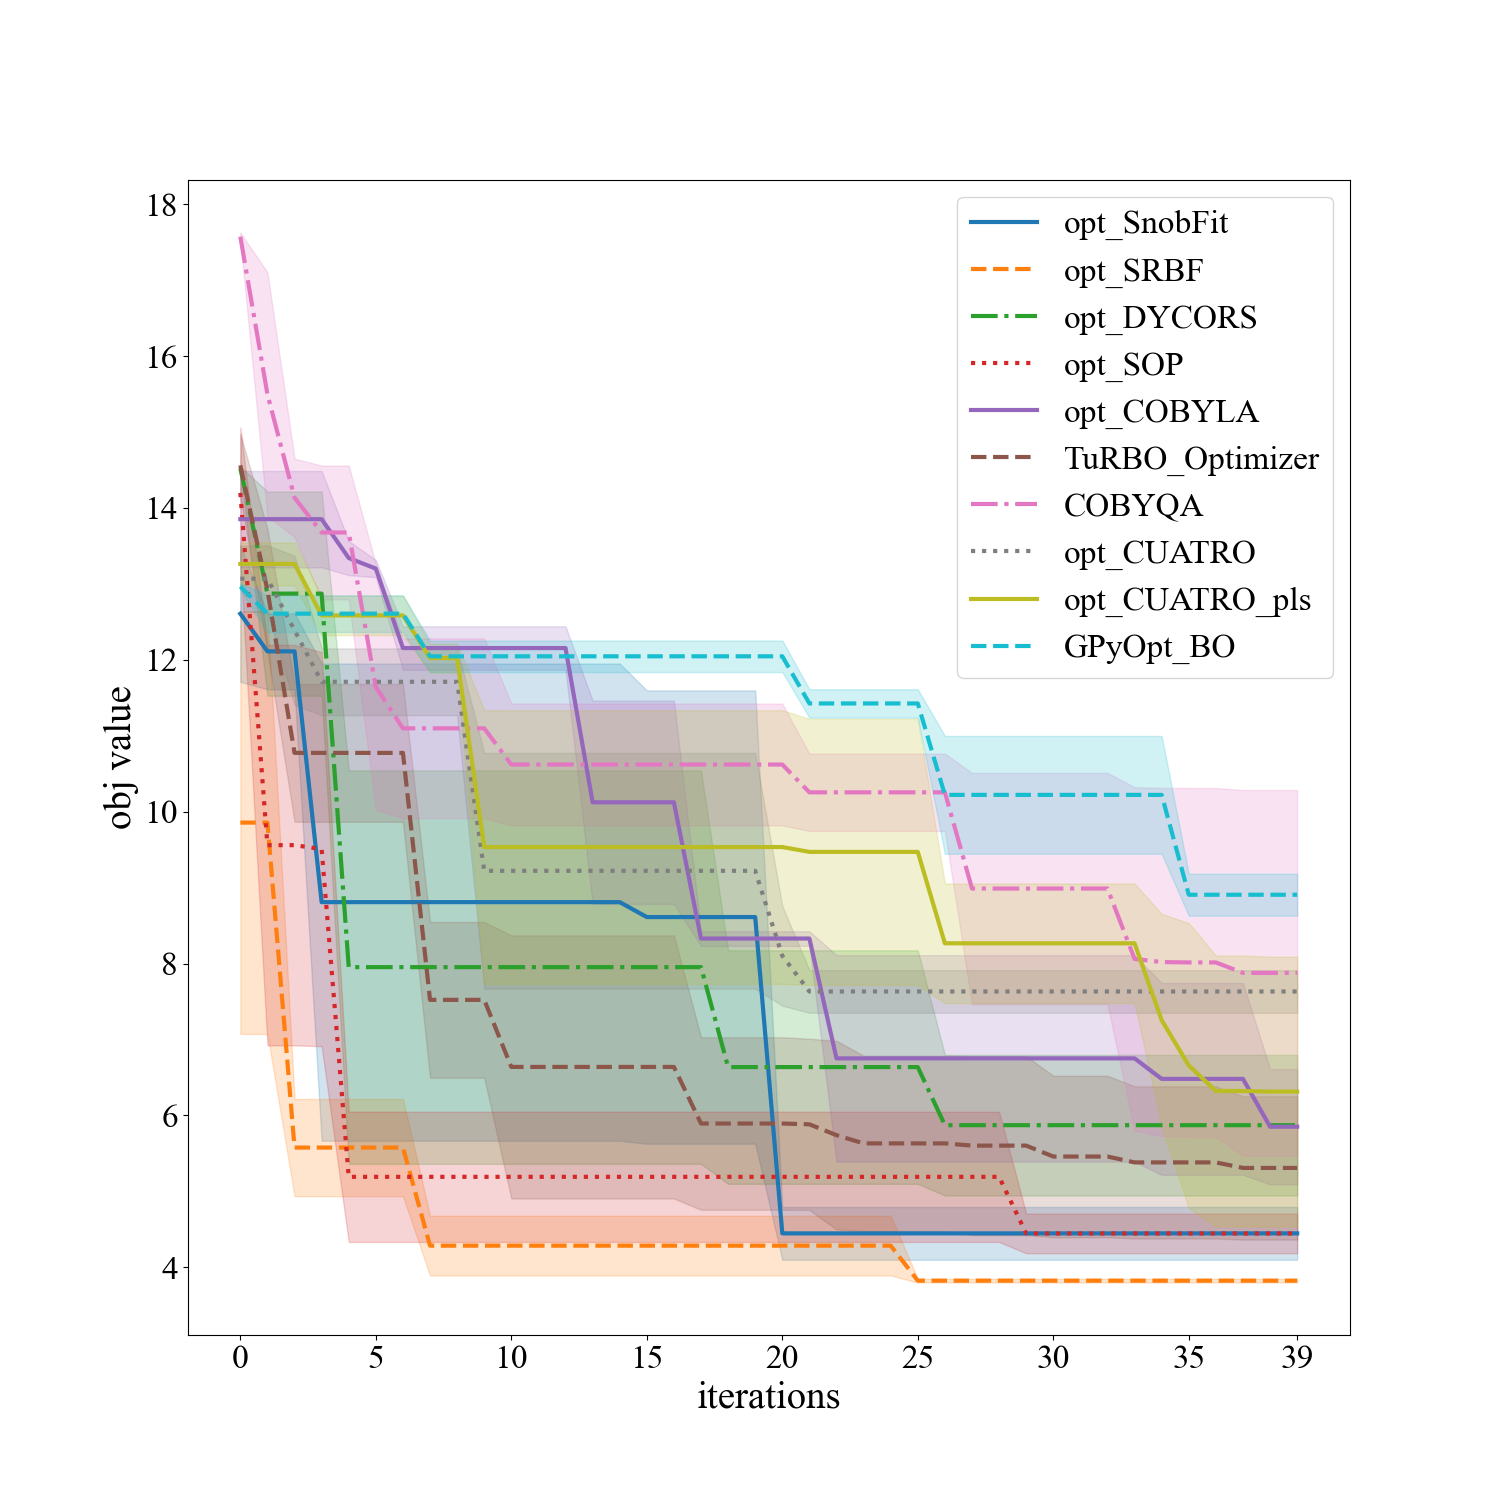 18
16
14
12
10
8
6
4
obj value
opt_SnobFit
opt_SRBF
opt_DYCORS
opt_SOP
opt_COBYLA
TuRBO_Optimizer
COBYQA
opt_CUATRO
opt_CUATRO_pls
GPyOpt_BO
0 5 10 15 20 25 30 35 39
iterations